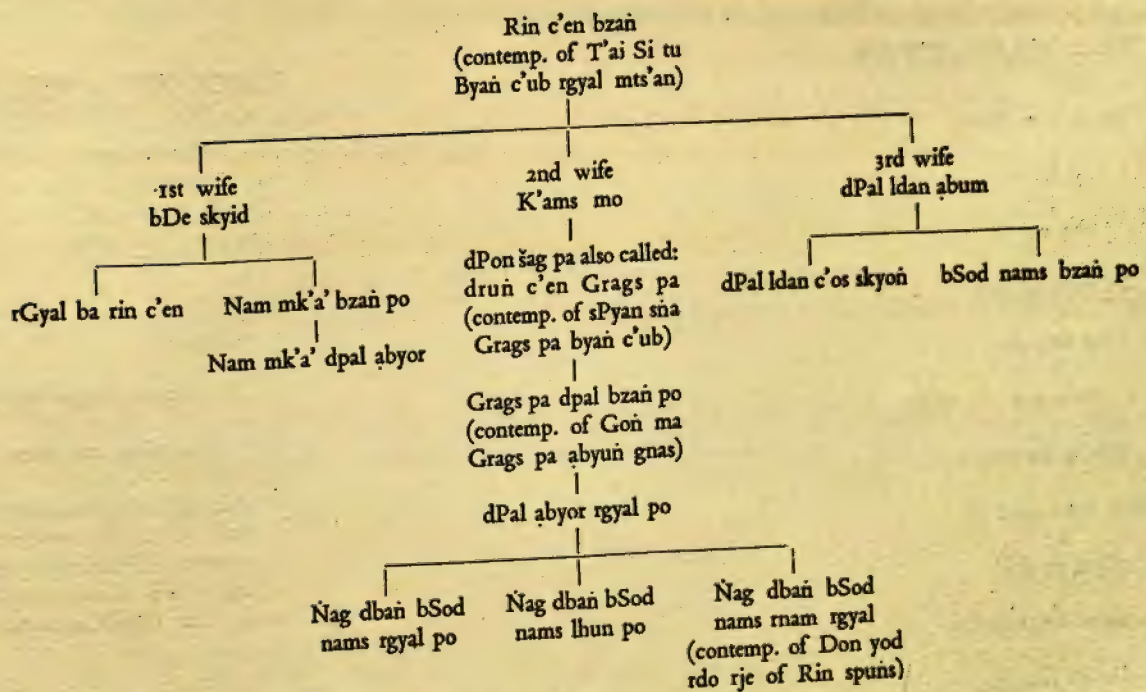 Rin c'en bzaṅ
(contemp. of T'ai Si tu
Byaṅ c'ub rgyal mts'an)
1st wife
bDe skyid
2nd wife
K'ams mo
3rd wife
dPal ldan ạbum
rGyal ba rin c'en
Nam mk'a' bzaṅ po
Nam mk'a' dpal ạbyor
dPon šag pa also called:
druṅ c'en Grags pa
(contemp. of sPyan sṅa
Grags pa byaṅ c'ub)
dPal ldan c'os skyoṅ
bSod nams bzaṅ po
Grags pa dpal bzaṅ po
(contemp. of Goṅ ma
Grags pa ạbyuṅ gnas)
dPal ạbyor rgyal po
Ṅag dbaṅ bSod
nams rgyal po
Ṅag dbaṅ bSod
nams lhun po
Ṅag dbaṅ bSod
nams rnam rgyal
(contemp. of Don yod
rdo rje of Rin spuṅs)